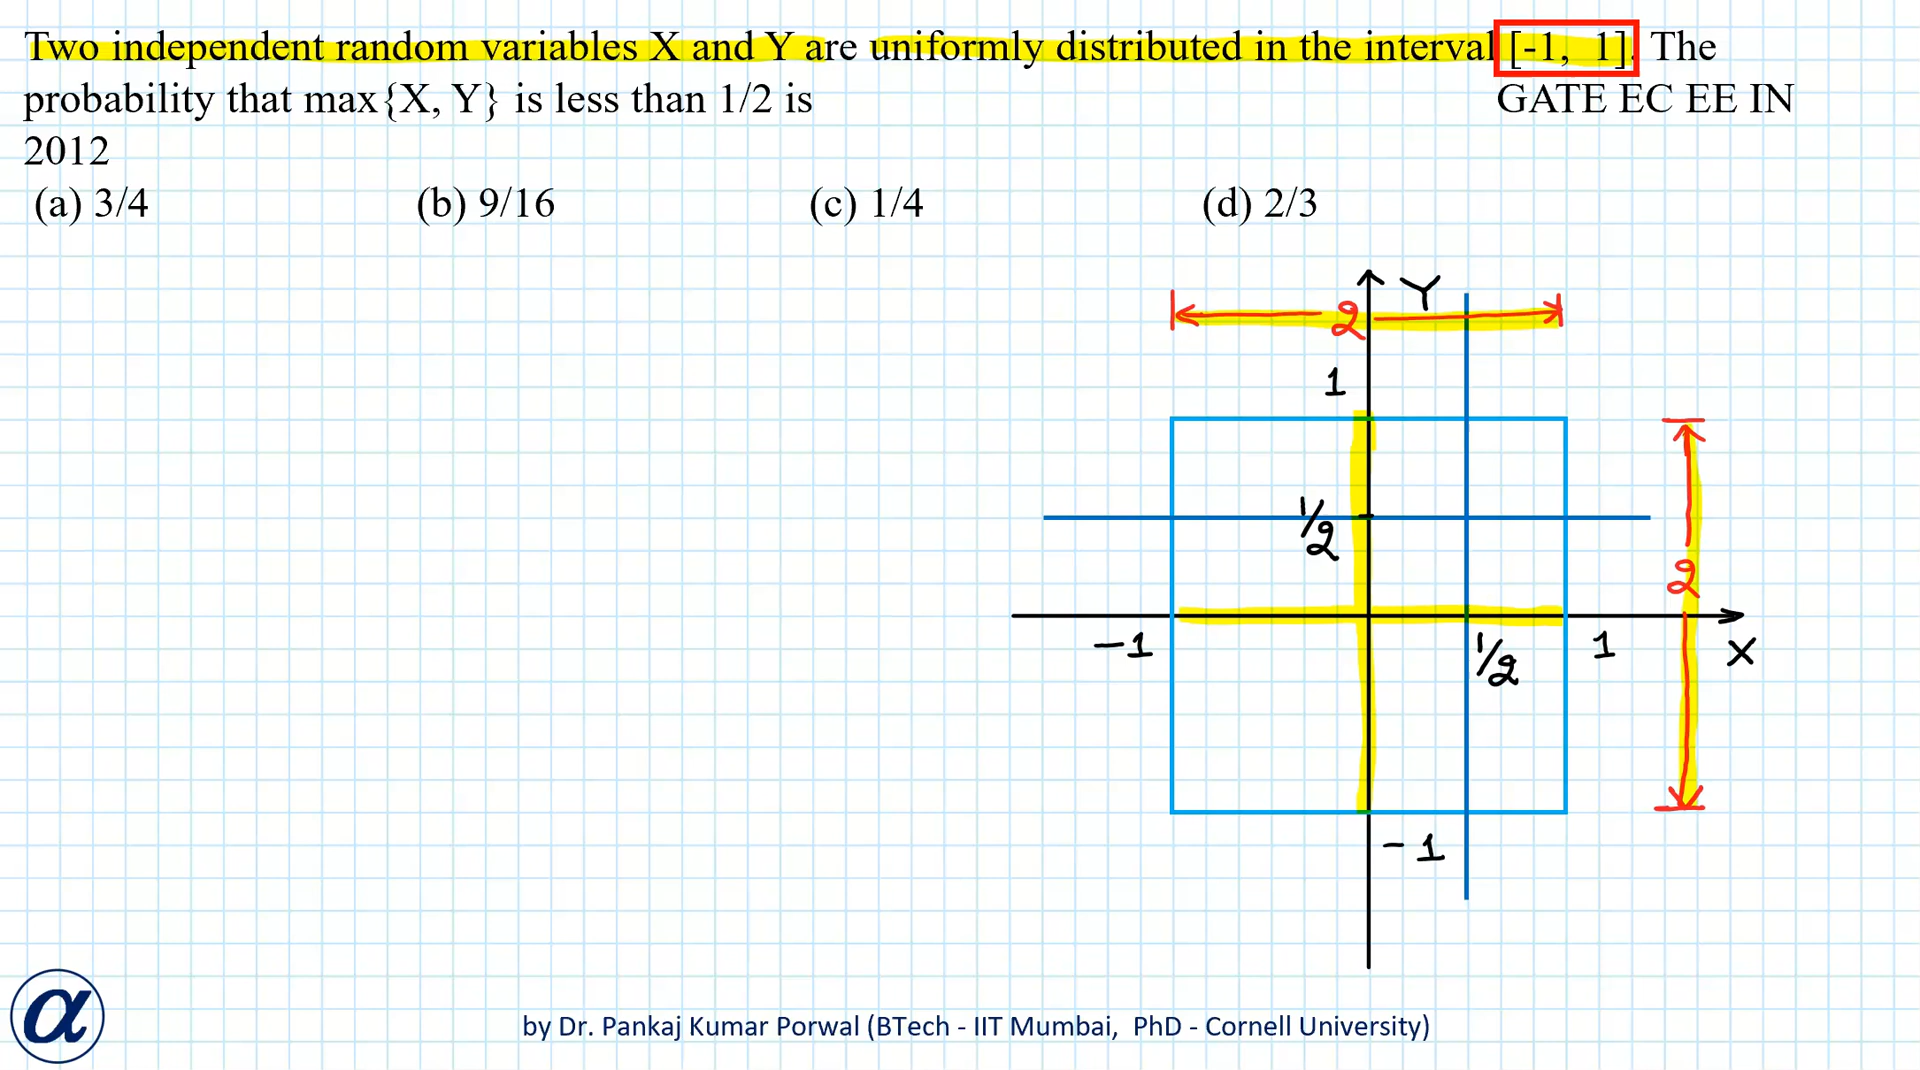 Two independent random variables X and Y are uniformly distributed in the interval [-1, 1]. The
probability that max{X, Y} is less than 1/2 is GATE EC EE IN
2012
(a) 3/4 (b) 9/16 (c) 1/4 (d) 2/3
Y
2
1
1/2
2
-1 1/2 1 X
-1
α
by Dr. Pankaj Kumar Porwal (BTech - IIT Mumbai, PhD - Cornell University)